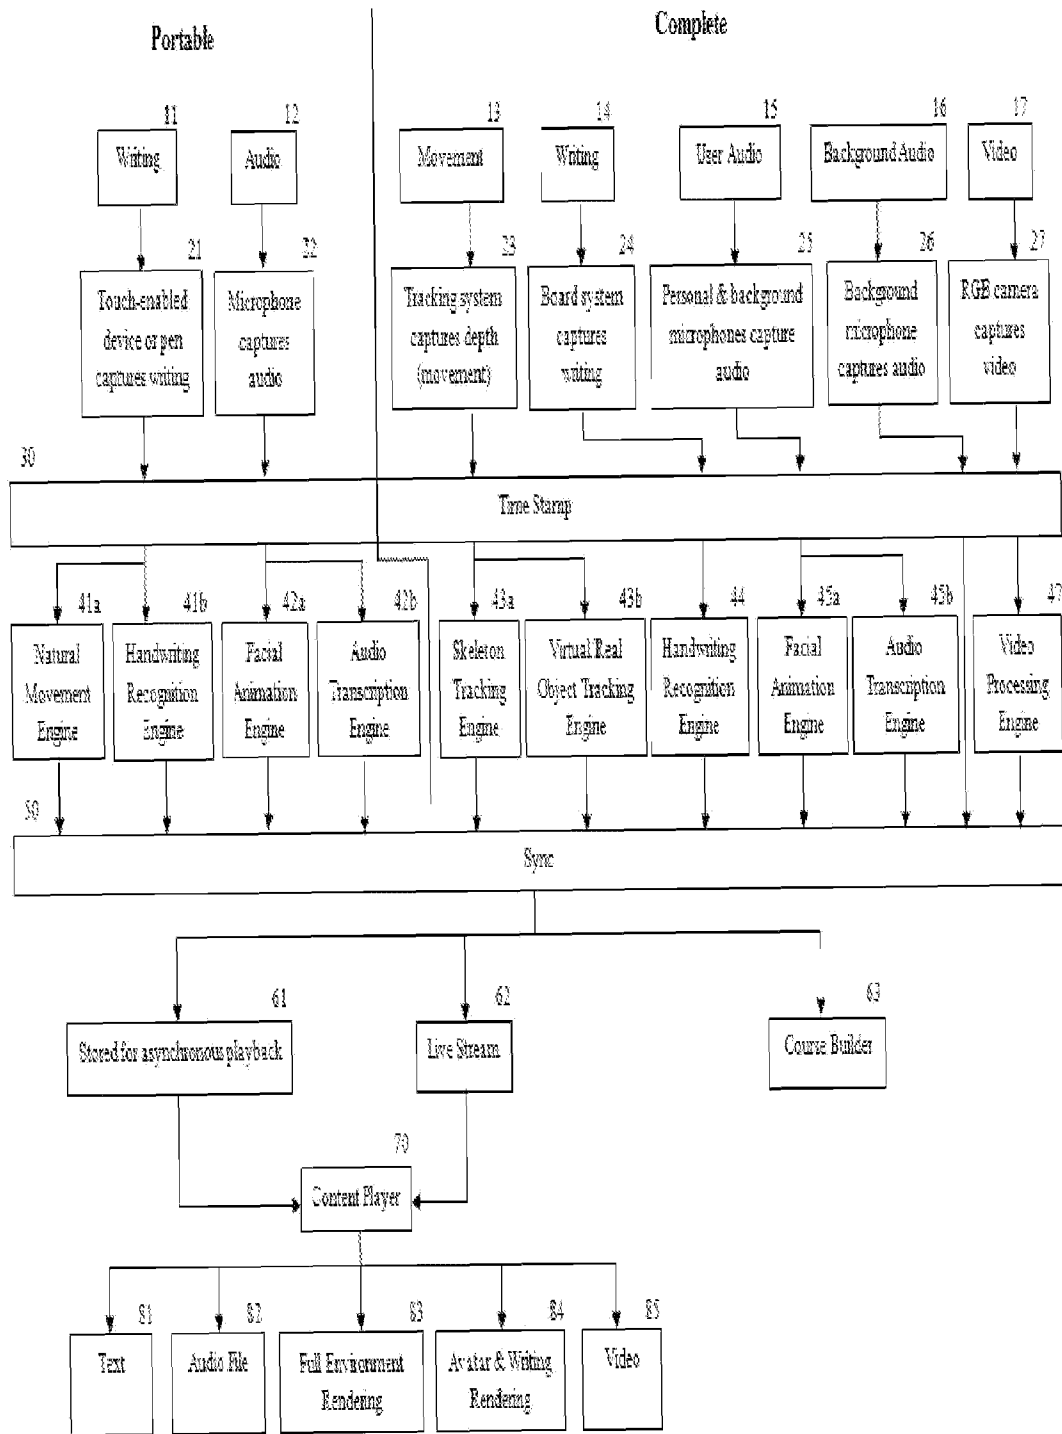 Portable
Complete
11
12
13
14
15
16
17
Writing
Audio
Movement
Writing
User Audio
Background Audio
Video
21
22
23
24
25
26
27
Touch-enabled
device or pen
captures writing
Microphone
captures
audio
Tracking system
captures depth
(movement)
Board system
captures
writing
Personal & background
microphones capture
audio
Background
microphone
captures audio
RGB camera
captures
video
30
Time Stamp
41a
41b
42a
42b
43a
43b
44
45a
45b
47
Natural
Movement
Engine
Handwriting
Recognition
Engine
Facial
Animation
Engine
Audio
Transcription
Engine
Skeleton
Tracking
Engine
Virtual Real
Object Tracking
Engine
Handwriting
Recognition
Engine
Facial
Animation
Engine
Audio
Transcription
Engine
Video
Processing
Engine
50
Sync
61
62
63
Stored for asynchronous playback
Live Stream
Course Builder
70
Content Player
81
82
83
84
85
Text
Audio File
Full Environment
Rendering
Avatar & Writing
Rendering
Video